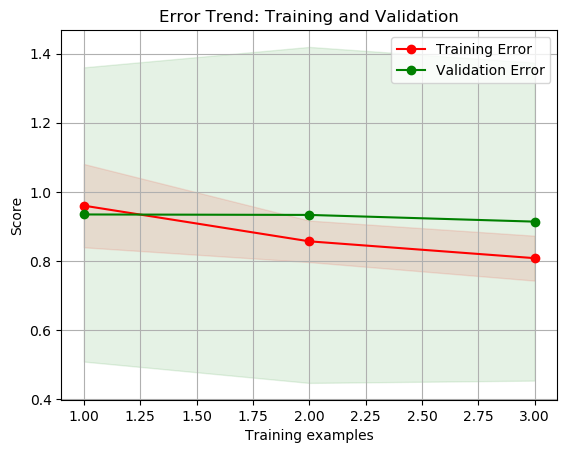 Error Trend: Training and Validation
Training Error
Validation Error
Score
1.4
1.2
1.0
0.8
0.6
0.4
1.00 1.25 1.50 1.75 2.00 2.25 2.50 2.75 3.00
Training examples